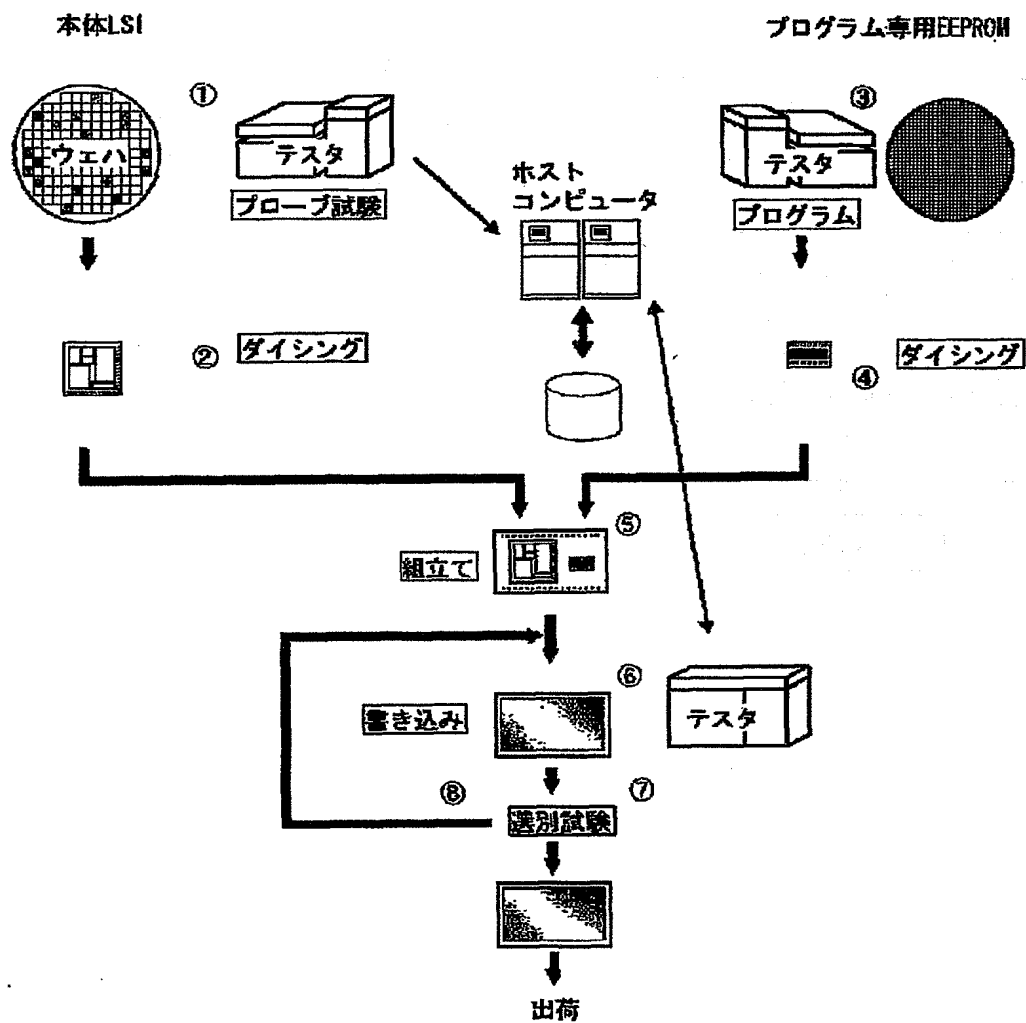 本体LSI
プログラム専用EEPROM
①
③
ウェハ
テスタ
テスタ
プローブ試験
ホスト
コンピュータ
プログラム
②
ダイシング
ダイシング
④
⑤
組立て
⑥
書き込み
テスタ
⑧
⑦
選別試験
出荷